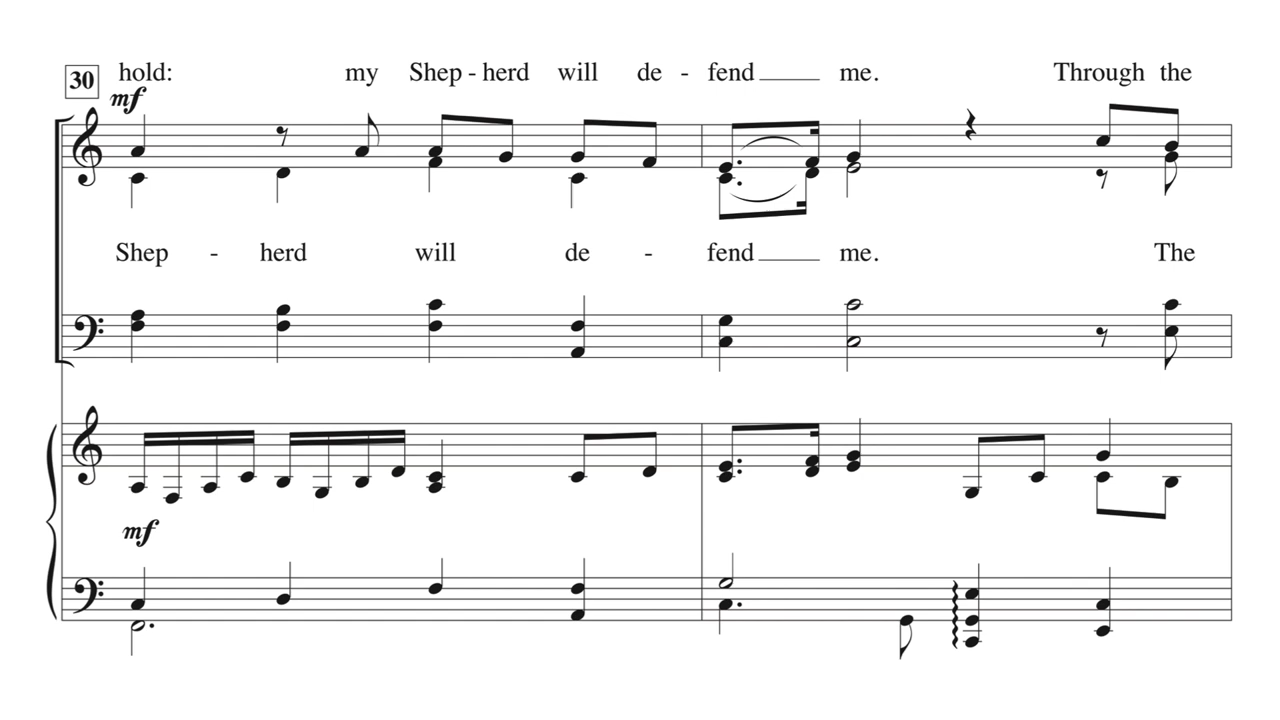 30 hold: my Shep - herd will de - fend me. Through the
mf
Shep - herd will de - fend me. The
mf